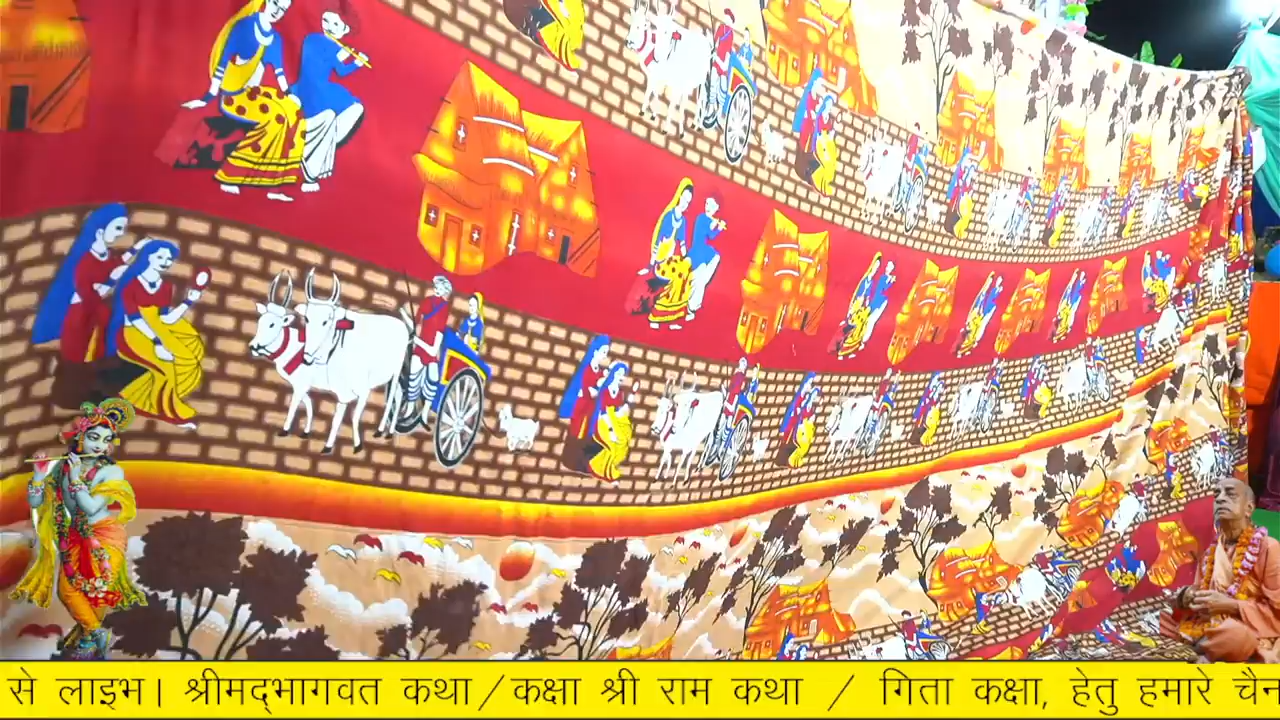 से लाइभ। श्रीमद्भागवत कथा/कक्षा श्री राम कथा / गिता कक्षा, हेतु हमारे चैन